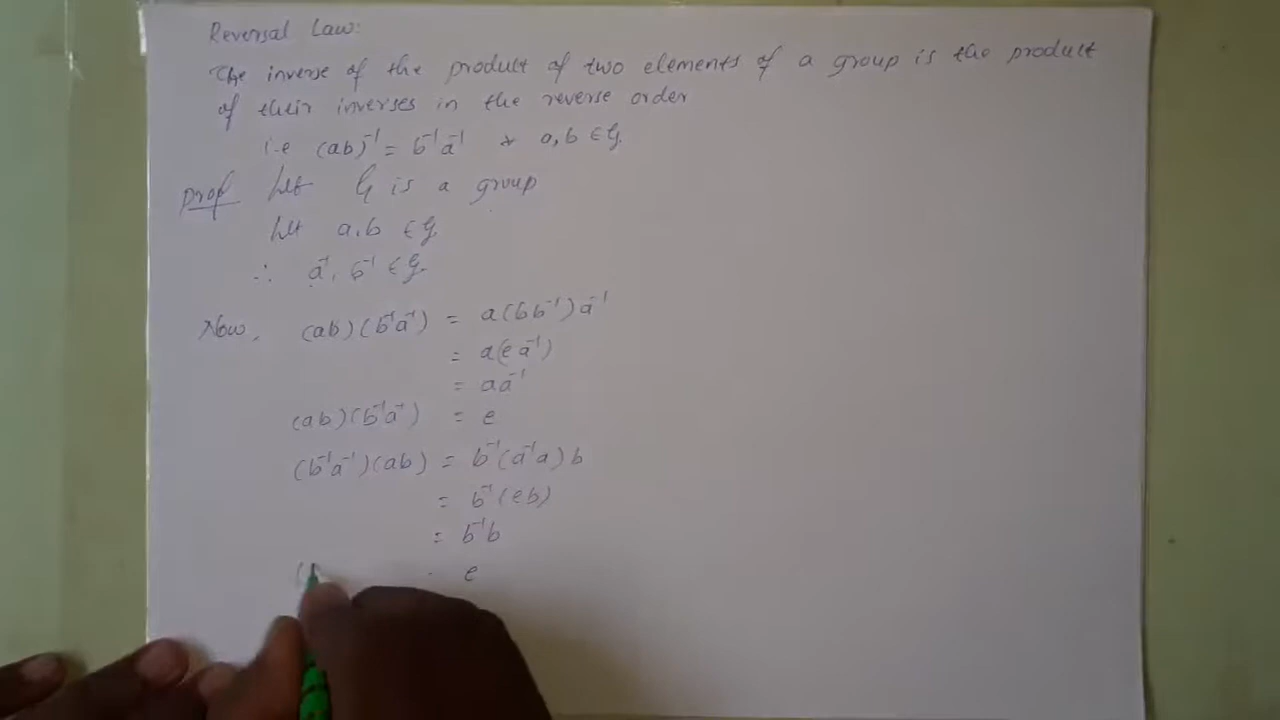 Reversal Law:
The inverse of the product of two elements of a group is the product
of their inverses in the reverse order
i.e (ab)⁻¹ = b⁻¹a⁻¹ ∀ a,b ∈ G.
Proof Let G is a group
Let a,b ∈ G
∴ a⁻¹, b⁻¹ ∈ G.
Now, (ab)(b⁻¹a⁻¹) = a(bb⁻¹)a⁻¹
= a(ea⁻¹)
= aa⁻¹
(ab)(b⁻¹a⁻¹) = e
(b⁻¹a⁻¹)(ab) = b⁻¹(a⁻¹a)b
= b⁻¹(eb)
= b⁻¹b
= e